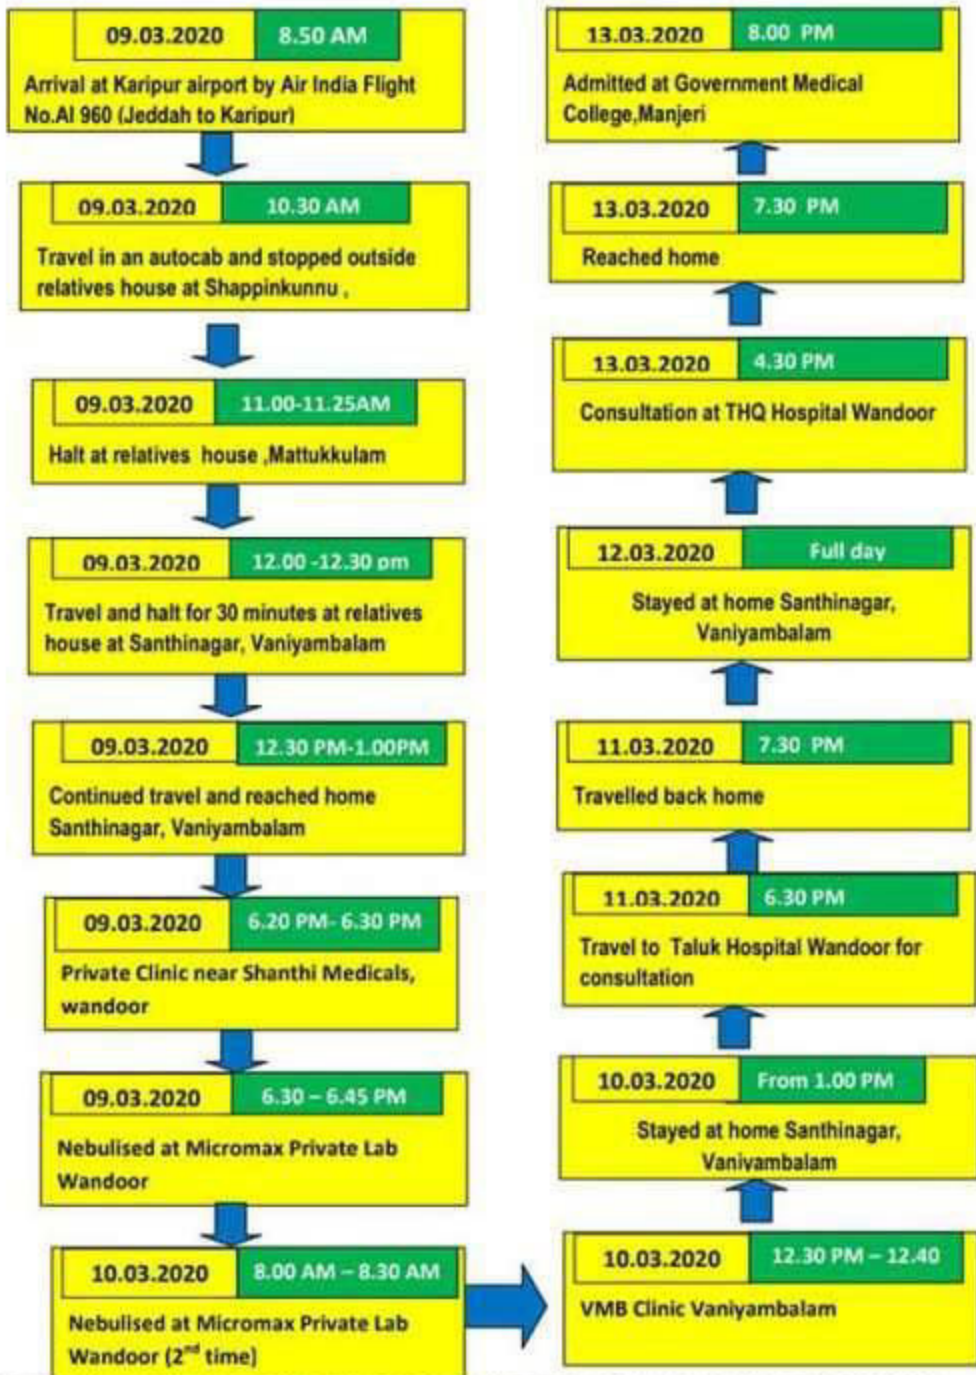 09.03.2020 8.50 AM
Arrival at Karipur airport by Air India Flight
No.AI 960 (Jeddah to Karipur)
09.03.2020 10.30 AM
Travel in an autocab and stopped outside
relatives house at Shappinkunnu ,
09.03.2020 11.00-11.25AM
Halt at relatives house ,Mattukkulam
09.03.2020 12.00 -12.30 pm
Travel and halt for 30 minutes at relatives
house at Santhinagar, Vaniyambalam
09.03.2020 12.30 PM-1.00PM
Continued travel and reached home
Santhinagar, Vaniyambalam
09.03.2020 6.20 PM- 6.30 PM
Private Clinic near Shanthi Medicals,
wandoor
09.03.2020 6.30 – 6.45 PM
Nebulised at Micromax Private Lab
Wandoor
10.03.2020 8.00 AM – 8.30 AM
Nebulised at Micromax Private Lab
Wandoor (2nd time)
10.03.2020 12.30 PM – 12.40
VMB Clinic Vaniyambalam
10.03.2020 From 1.00 PM
Stayed at home Santhinagar,
Vaniyambalam
11.03.2020 6.30 PM
Travel to Taluk Hospital Wandoor for
consultation
11.03.2020 7.30 PM
Travelled back home
12.03.2020 Full day
Stayed at home Santhinagar,
Vaniyambalam
13.03.2020 4.30 PM
Consultation at THQ Hospital Wandoor
13.03.2020 7.30 PM
Reached home
13.03.2020 8.00 PM
Admitted at Government Medical
College,Manjeri